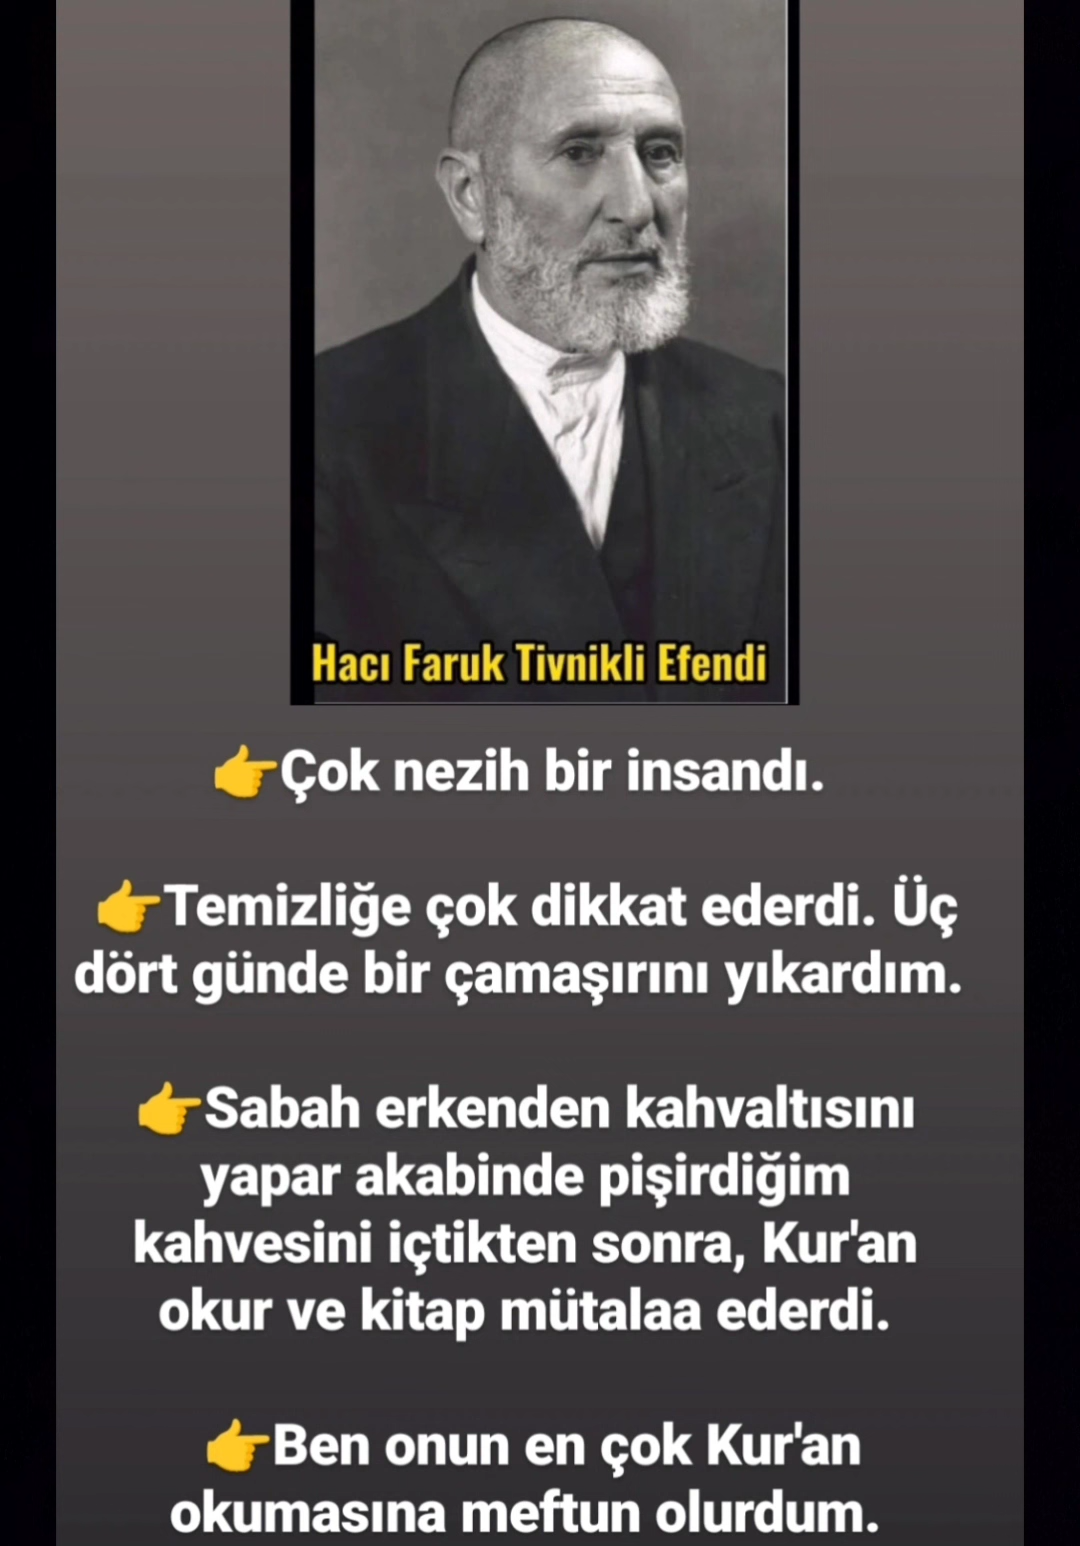 Hacı Faruk Tivnikli Efendi
👉Çok nezih bir insandı.
👉Temizliğe çok dikkat ederdi. Üç
dört günde bir çamaşırını yıkardım.
👉Sabah erkenden kahvaltısını
yapar akabinde pişirdiğim
kahvesini içtikten sonra, Kur'an
okur ve kitap mütalaa ederdi.
👉Ben onun en çok Kur'an
okumasına meftun olurdum.